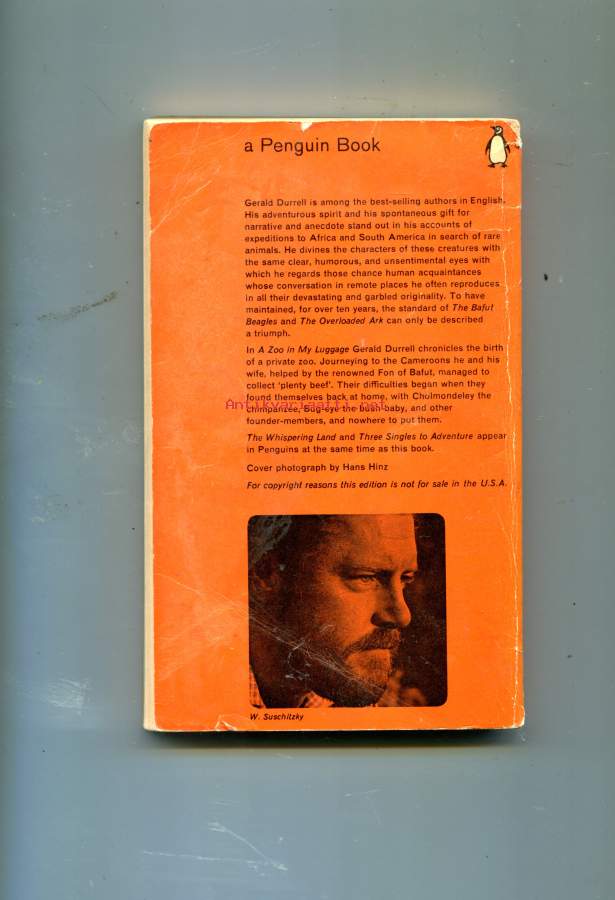 a Penguin Book
Gerald Durrell is among the best-selling authors in English.
His adventurous spirit and his spontaneous gift for
narrative and anecdote stand out in his accounts of
expeditions to Africa and South America in search of rare
animals. He divines the characters of these creatures with
the same clear, humorous, and unsentimental eyes with
which he regards those chance human acquaintances
whose conversation in remote places he often reproduces
in all their devastating and garbled originality. To have
maintained, for over ten years, the standard of The Bafut
Beagles and The Overloaded Ark can only be described
a triumph.
In A Zoo in My Luggage Gerald Durrell chronicles the birth
of a private zoo. Journeying to the Cameroons he and his
wife, helped by the renowned Fon of Bafut, managed to
collect 'plenty beef'. Their difficulties began when they
found themselves back at home, with Cholmondeley the
Antikvariaatti.net
chimpanzee, Bug-eye the bush-baby, and other
founder-members, and nowhere to put them.
The Whispering Land and Three Singles to Adventure appear
in Penguins at the same time as this book.
Cover photograph by Hans Hinz
For copyright reasons this edition is not for sale in the U.S.A.
W. Suschitzky